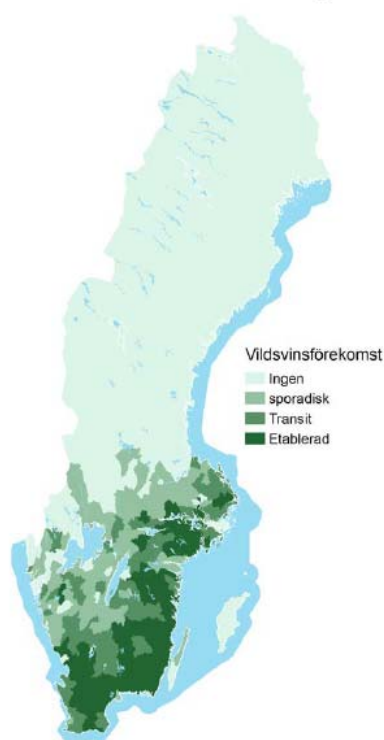 Vildsvinsförekomst
Ingen
sporadisk
Transit
Etablerad